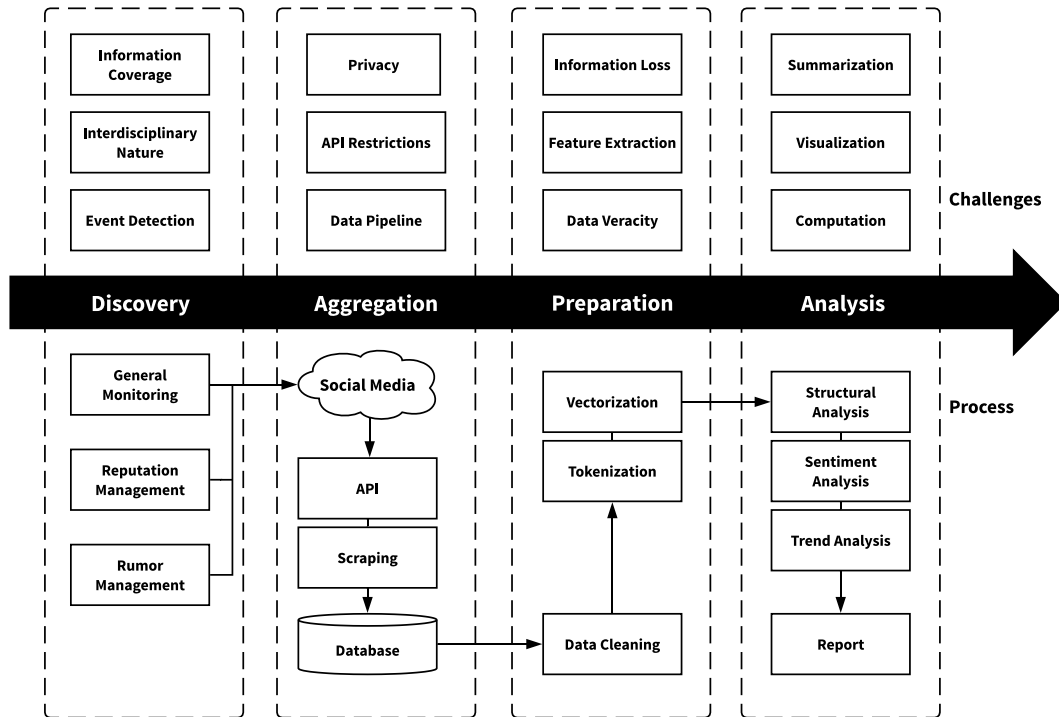 Information
Coverage
Privacy
Information Loss
Summarization
Interdisciplinary
Nature
API Restrictions
Feature Extraction
Visualization
Event Detection
Data Pipeline
Data Veracity
Computation
Challenges
Discovery
Aggregation
Preparation
Analysis
General
Monitoring
Social Media
Vectorization
Structural
Analysis
Process
Reputation
Management
API
Tokenization
Sentiment
Analysis
Rumor
Management
Scraping
Trend Analysis
Database
Data Cleaning
Report